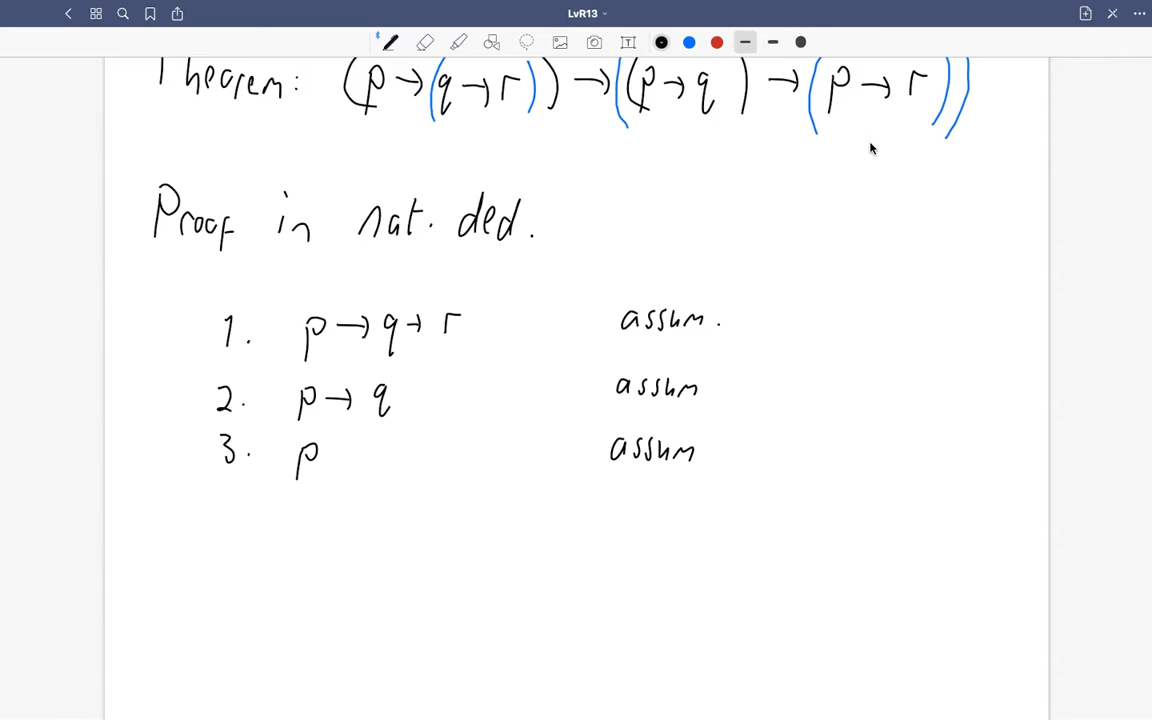 LvR13
Theorem: (p → (q → r)) → ((p → q) → (p → r))
Proof in nat. ded.
1. p → q → r assum.
2. p → q assum
3. p assum